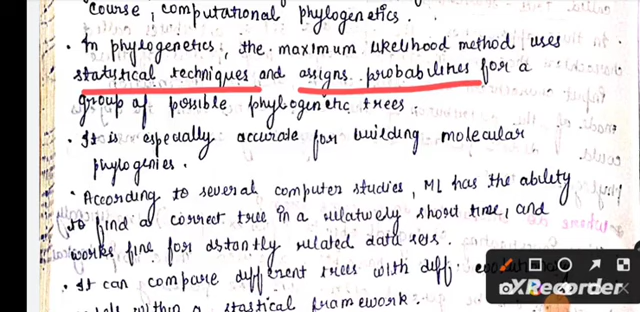 course, computational phylogenetics.
• In phylogenetics, the maximum likelihood method uses
statystical techniques and assigns probabilities for a
group of possible phylogenetic trees.
• It is especially accurate for building molecular
phylogenies.
• According to several computer studies, ML has the ability
to find a correct tree in a relatively short time, and
works fine for distantly related data sets.
• It can compare different trees with diff.
within a stastical framework.
XRecorder